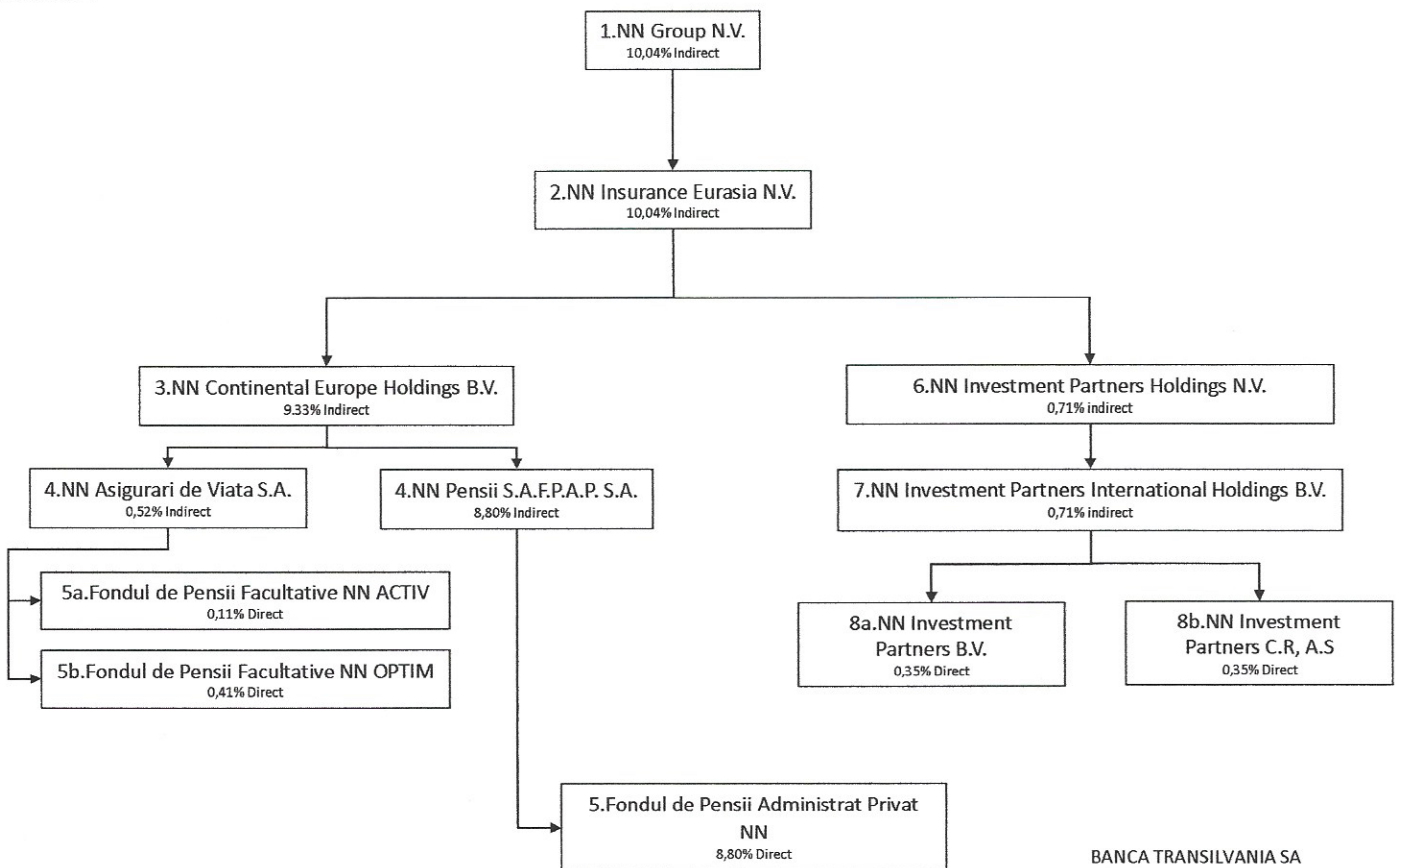 1.NN Group N.V.
10,04% Indirect
2.NN Insurance Eurasia N.V.
10,04% Indirect
3.NN Continental Europe Holdings B.V.
9.33% Indirect
6.NN Investment Partners Holdings N.V.
0,71% indirect
4.NN Asigurari de Viata S.A.
0,52% Indirect
4.NN Pensii S.A.F.P.A.P. S.A.
8,80% Indirect
7.NN Investment Partners International Holdings B.V.
0,71% indirect
5a.Fondul de Pensii Facultative NN ACTIV
0,11% Direct
5b.Fondul de Pensii Facultative NN OPTIM
0,41% Direct
8a.NN Investment
Partners B.V.
0,35% Direct
8b.NN Investment
Partners C.R, A.S
0,35% Direct
5.Fondul de Pensii Administrat Privat
NN
8,80% Direct
BANCA TRANSILVANIA SA